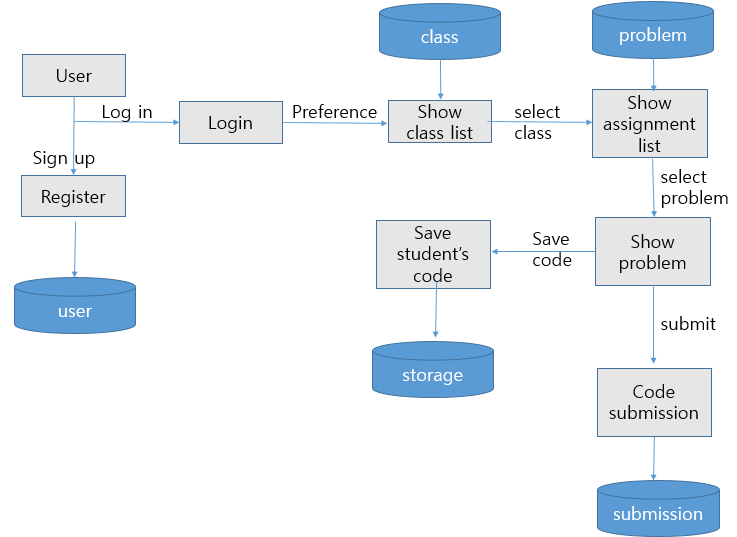 class
problem
User
Log in
Login
Preference
Show
class list
select
class
Show
assignment
list
Sign up
Register
select
problem
user
Save
student's
code
Save
code
Show
problem
storage
submit
Code
submission
submission